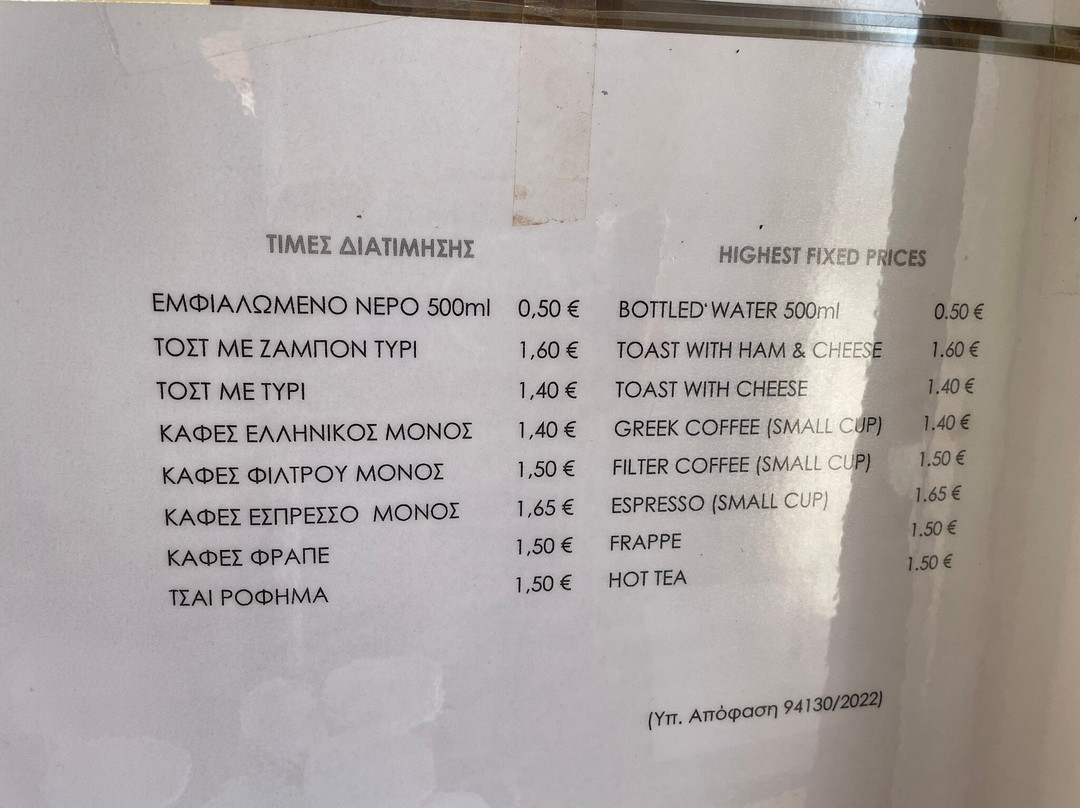 ΤΙΜΕΣ ΔΙΑΤΙΜΗΣΗΣ
ΕΜΦΙΑΛΩΜΕΝΟ ΝΕΡΟ 500ml 0,50 €
ΤΟΣΤ ΜΕ ΖΑΜΠΟΝ ΤΥΡΙ 1,60 €
ΤΟΣΤ ΜΕ ΤΥΡΙ 1,40 €
ΚΑΦΕΣ ΕΛΛΗΝΙΚΟΣ ΜΟΝΟΣ 1,40 €
ΚΑΦΕΣ ΦΙΛΤΡΟΥ ΜΟΝΟΣ 1,50 €
ΚΑΦΕΣ ΕΣΠΡΕΣΣΟ ΜΟΝΟΣ 1,65 €
ΚΑΦΕΣ ΦΡΑΠΕ 1,50 €
ΤΣΑΙ ΡΟΦΗΜΑ 1,50 €
HIGHEST FIXED PRICES
BOTTLED WATER 500ml 0.50 €
TOAST WITH HAM & CHEESE 1.60 €
TOAST WITH CHEESE 1.40 €
GREEK COFFEE (SMALL CUP) 1.40 €
FILTER COFFEE (SMALL CUP) 1.50 €
ESPRESSO (SMALL CUP) 1.65 €
FRAPPE 1.50 €
HOT TEA 1.50 €
(Υπ. Απόφαση 94130/2022)